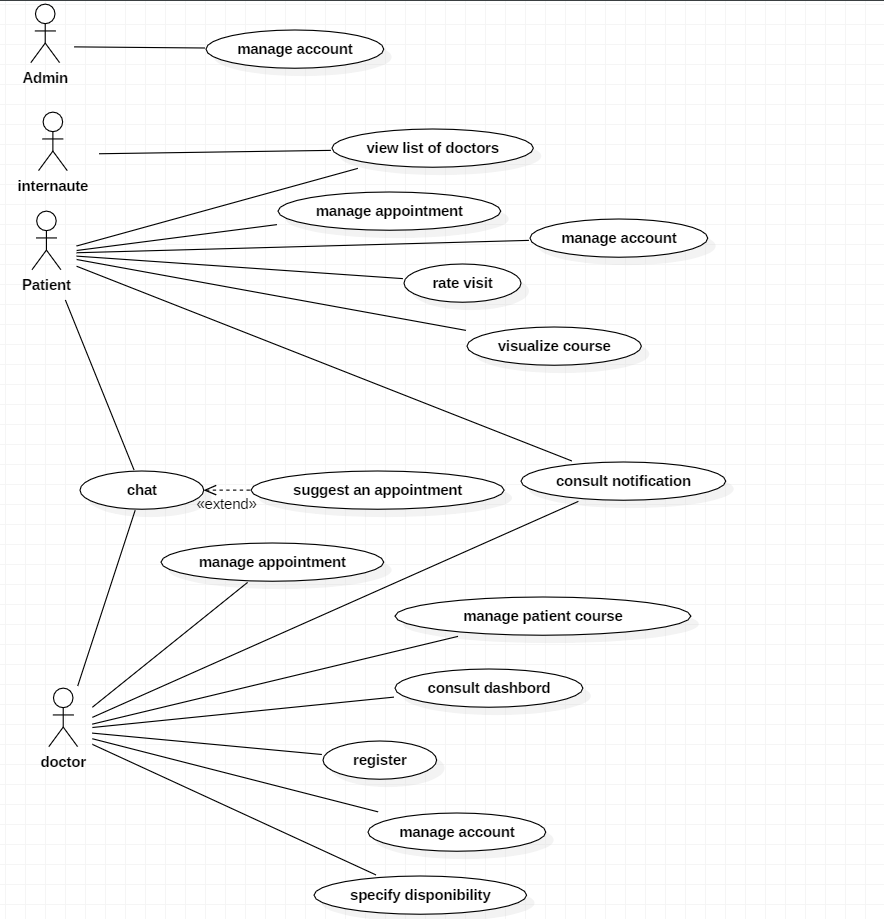 manage account
Admin
view list of doctors
internaute
manage appointment
manage account
Patient
rate visit
visualize course
consult notification
chat
suggest an appointment
«extend»
manage appointment
manage patient course
consult dashbord
doctor
register
manage account
specify disponibility